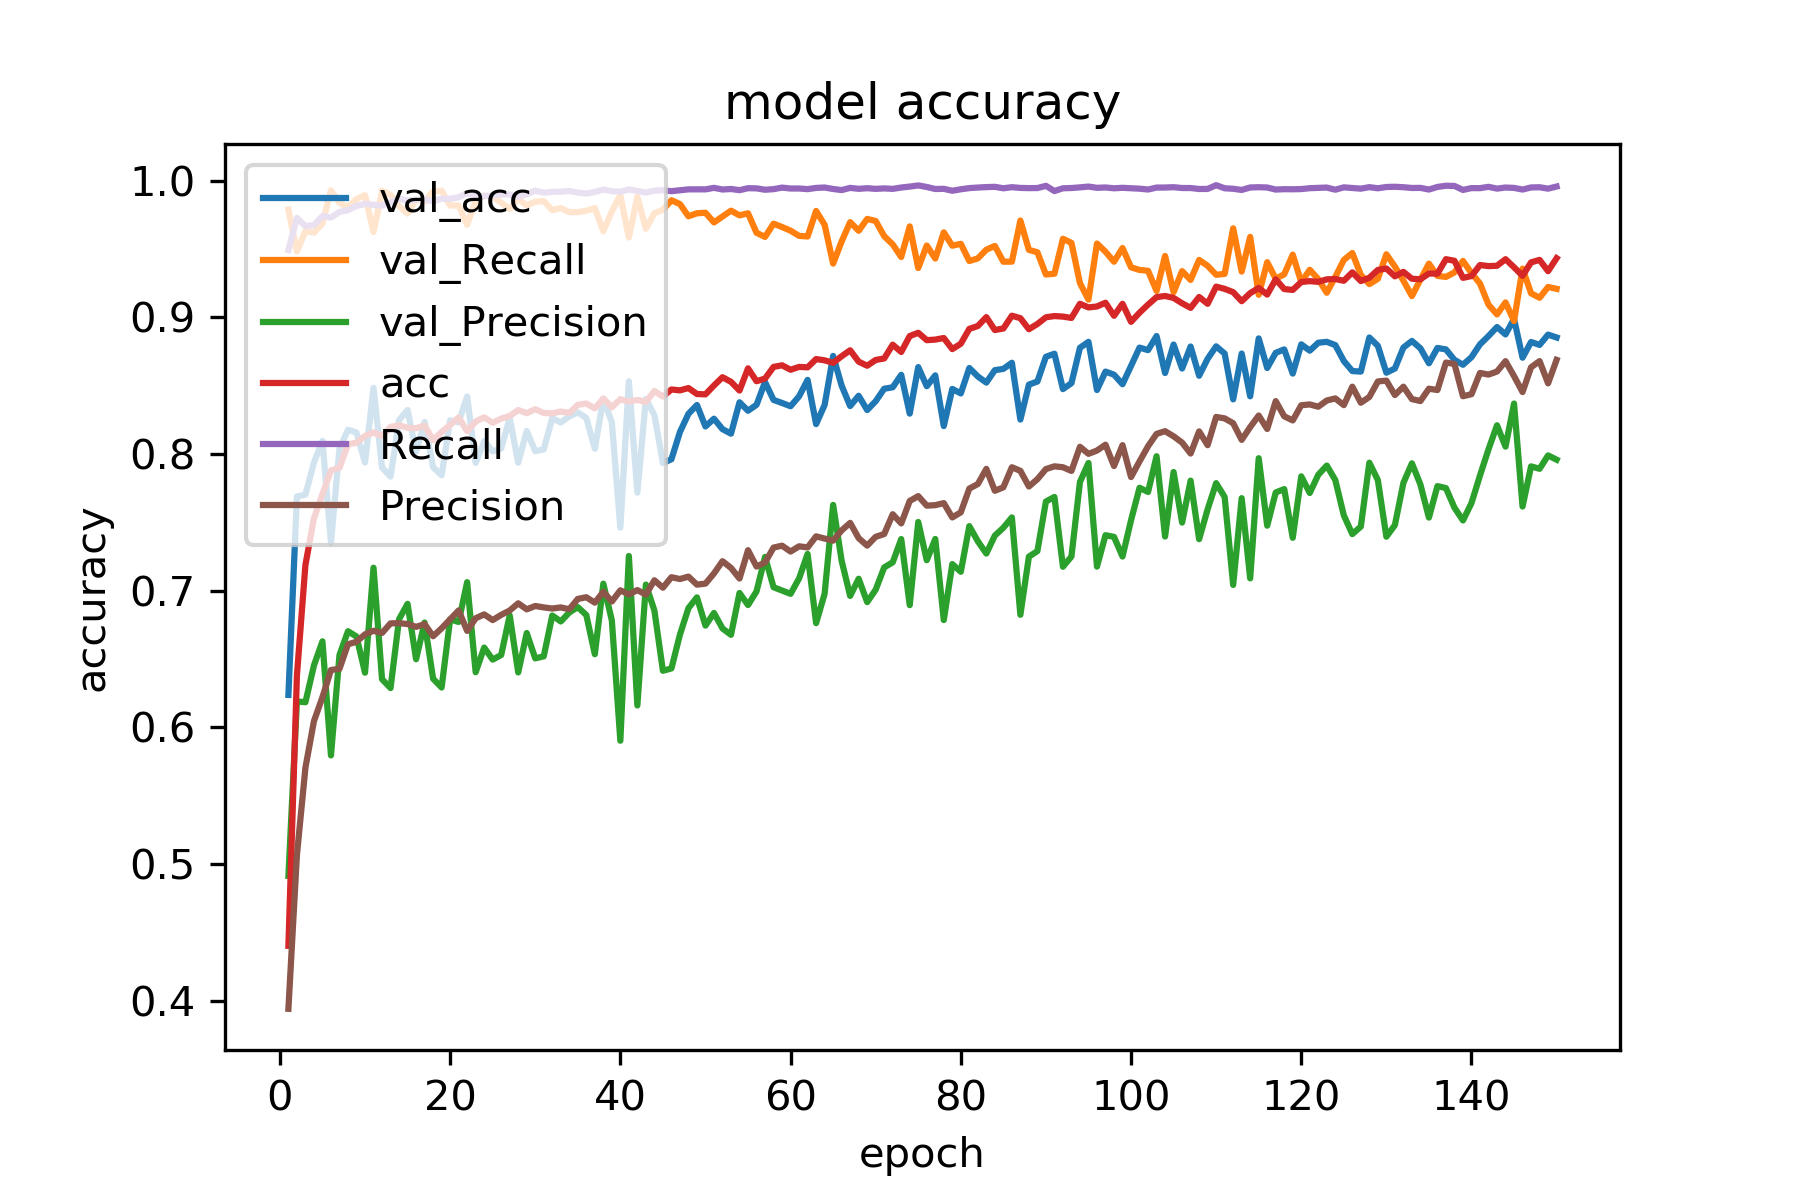 model accuracy
val_acc
val_Recall
val_Precision
acc
Recall
Precision
accuracy
1.0
0.9
0.8
0.7
0.6
0.5
0.4
0 20 40 60 80 100 120 140
epoch